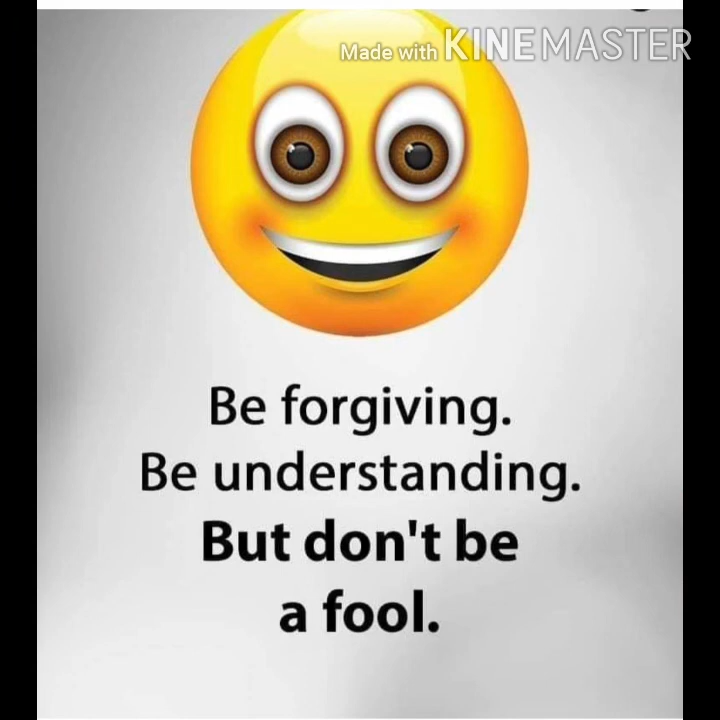 Made with KINEMASTER
Be forgiving.
Be understanding.
But don't be
a fool.